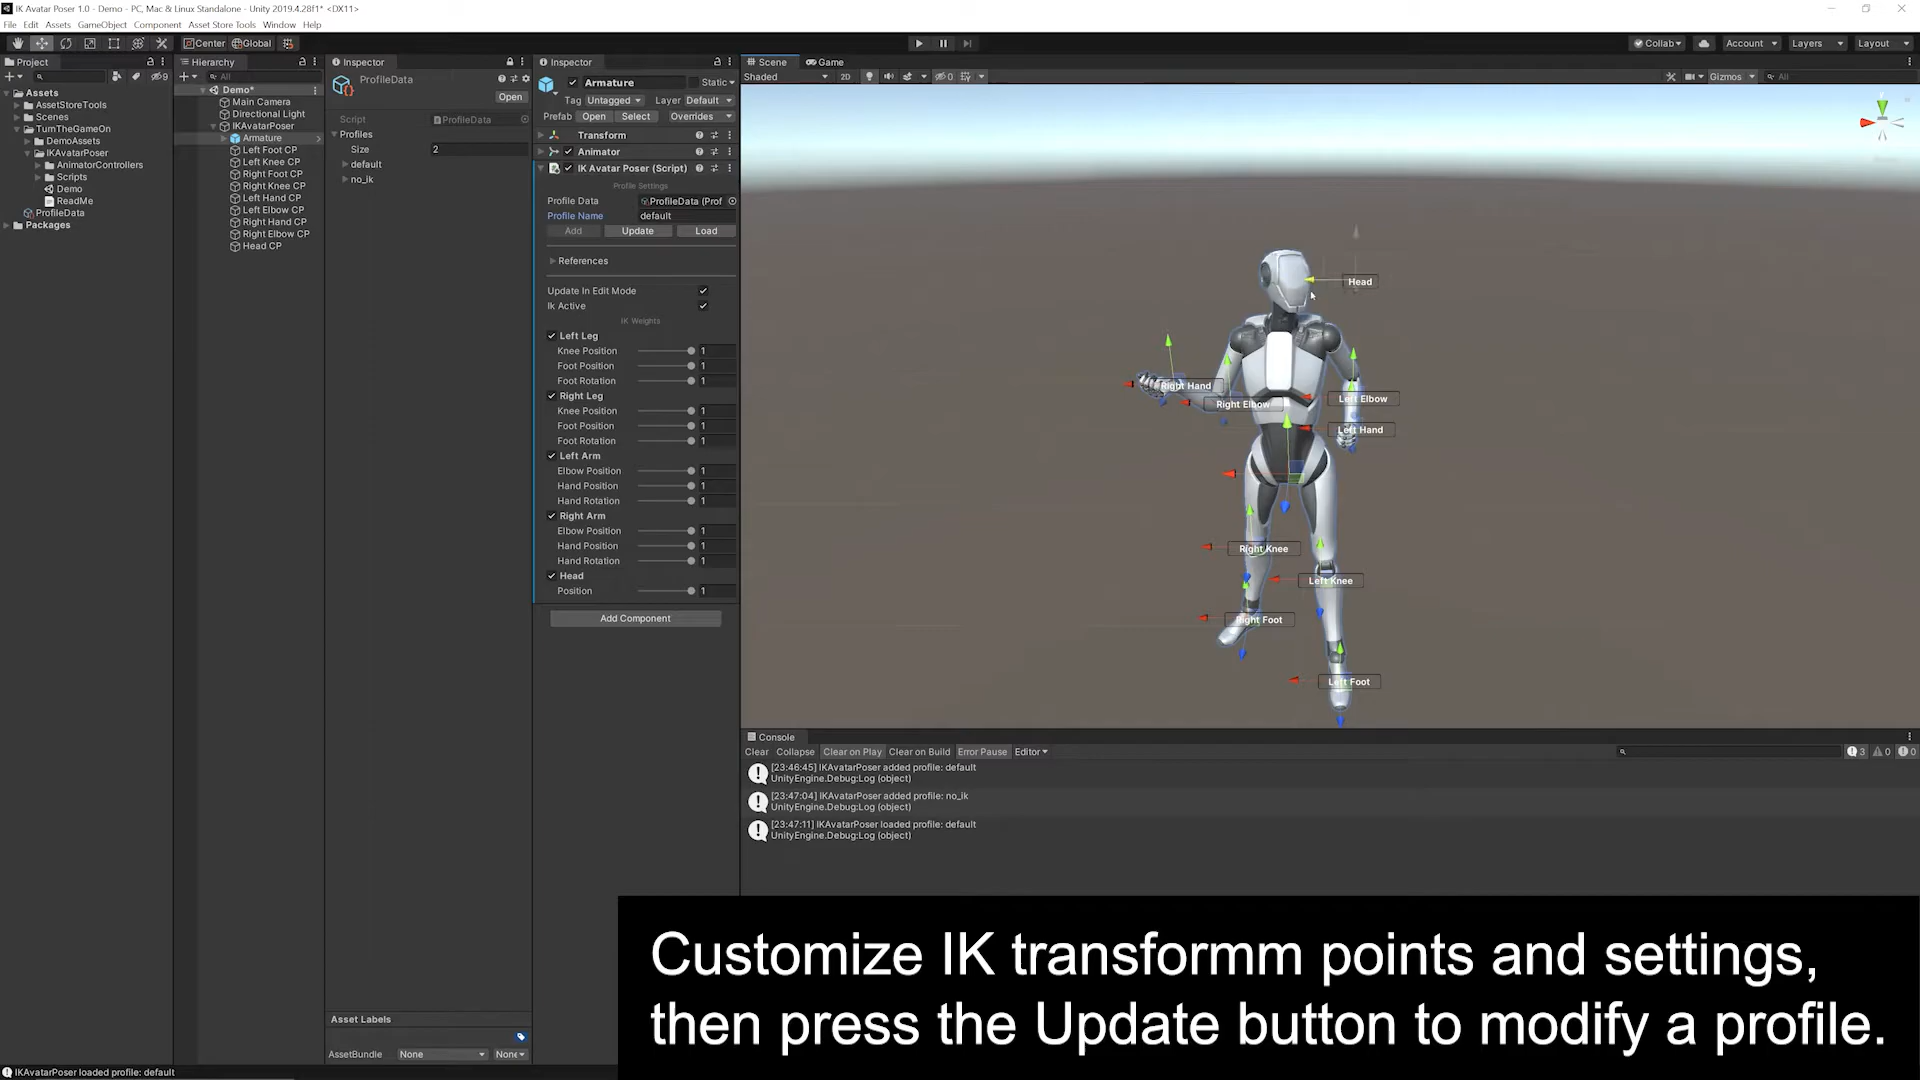 IK Avatar Poser 1.0 - Demo - PC, Mac & Linux Standalone - Unity 2019.4.28f1* <DX11>
File Edit Assets GameObject Component Asset Store Tools Window Help
Center Global Collab Account Layers Layout
Project
9
Assets
AssetStoreTools
Scenes
TurnTheGameOn
DemoAssets
IKAvatarPoser
AnimatorControllers
Scripts
Demo
ReadMe
ProfileData
Packages
Hierarchy
All
Demo*
Main Camera
Directional Light
IKAvatarPoser
Armature
Left Foot CP
Left Knee CP
Right Foot CP
Right Knee CP
Left Hand CP
Left Elbow CP
Right Hand CP
Right Elbow CP
Head CP
Inspector
ProfileData
Open
Script ProfileData
Profiles
Size 2
default
no_ik
Asset Labels
AssetBundle None None
Inspector
Armature Static
Tag Untagged Layer Default
Prefab Open Select Overrides
Transform
Animator
IK Avatar Poser (Script)
Profile Settings
Profile Data ProfileData (Prof
Profile Name default
Add Update Load
References
Update In Edit Mode
Ik Active
IK Weights
Left Leg
Knee Position 1
Foot Position 1
Foot Rotation 1
Right Leg
Knee Position 1
Foot Position 1
Foot Rotation 1
Left Arm
Elbow Position 1
Hand Position 1
Hand Rotation 1
Right Arm
Elbow Position 1
Hand Position 1
Hand Rotation 1
Head
Position 1
Add Component
Scene Game
Shaded 2D 0 Gizmos All
Head
Right Hand
Right Elbow
Left Elbow
Left Hand
Right Knee
Left Knee
Right Foot
Left Foot
Console
Clear Collapse Clear on Play Clear on Build Error Pause Editor 3 0 0
[23:46:45] IKAvatarPoser added profile: default
UnityEngine.Debug:Log (object)
[23:47:04] IKAvatarPoser added profile: no_ik
UnityEngine.Debug:Log (object)
[23:47:11] IKAvatarPoser loaded profile: default
UnityEngine.Debug:Log (object)
Customize IK transformm points and settings,
then press the Update button to modify a profile.
IKAvatarPoser loaded profile: default